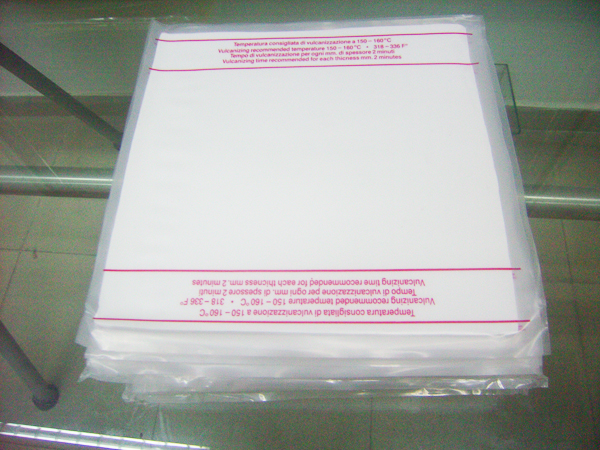 Temperatura consigliata di vulcanizzazione a 150 – 160°C
Vulcanizing recommended temperature 150 – 160°C • 318 – 336 F°
Tempo di vulcanizzazione per ogni mm. di spessore 2 minuti
Vulcanizing time recommended for each thicness mm. 2 minutes
Temperatura consigliata di vulcanizzazione a 150 – 160°C
Vulcanizing recommended temperature 150 – 160°C • 318 – 336 F°
Tempo di vulcanizzazione per ogni mm. di spessore 2 minuti
Vulcanizing time recommended for each thicness mm. 2 minutes